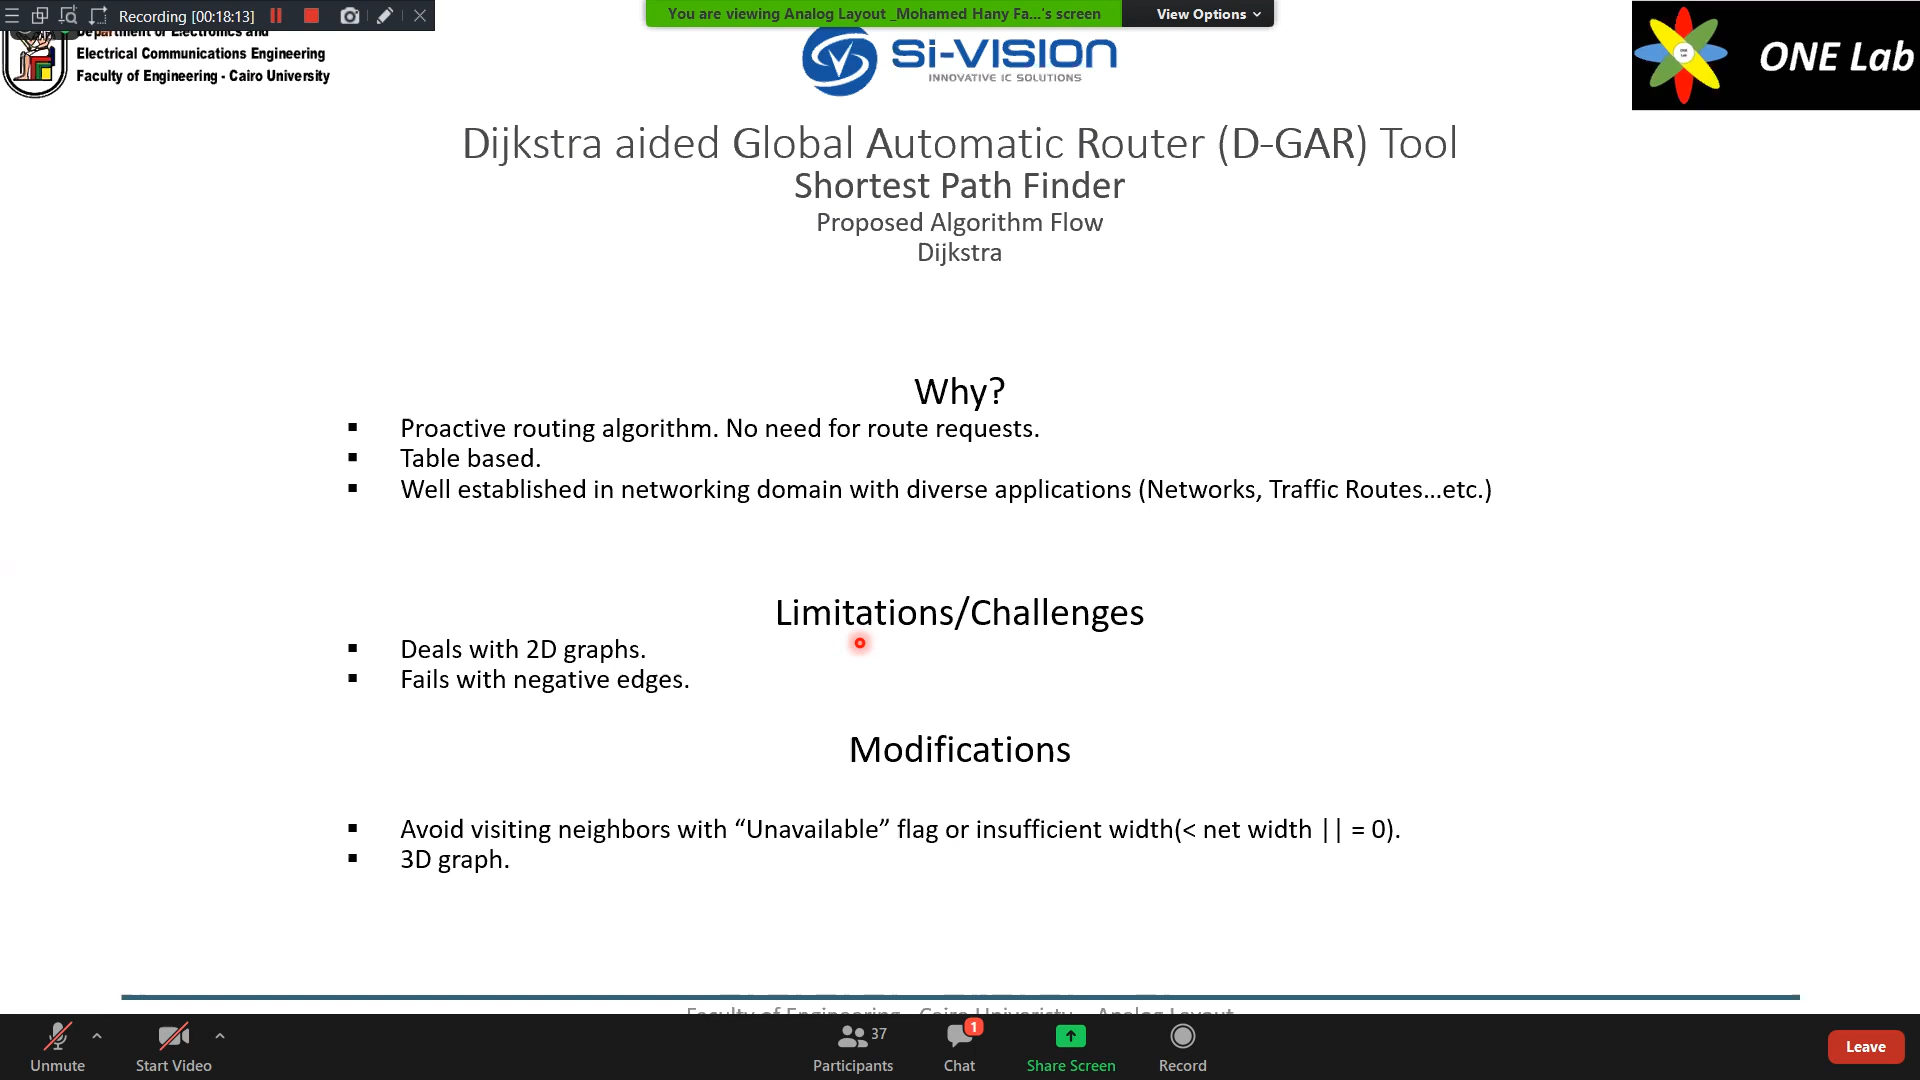 Recording [00:18:13]
You are viewing Analog Layout _Mohamed Hany Fa...'s screen
View Options
Department of Electronics and
Electrical Communications Engineering
Faculty of Engineering - Cairo University
Si-VISION
INNOVATIVE IC SOLUTIONS
ONE Lab
Dijkstra aided Global Automatic Router (D-GAR) Tool
Shortest Path Finder
Proposed Algorithm Flow
Dijkstra
Why?
▪ Proactive routing algorithm. No need for route requests.
▪ Table based.
▪ Well established in networking domain with diverse applications (Networks, Traffic Routes...etc.)
Limitations/Challenges
▪ Deals with 2D graphs.
▪ Fails with negative edges.
Modifications
▪ Avoid visiting neighbors with “Unavailable” flag or insufficient width(< net width || = 0).
▪ 3D graph.
Faculty of Engineering - Cairo Univeristy - Analog Layout
Unmute
Start Video
37
Participants
1
Chat
Share Screen
Record
Leave